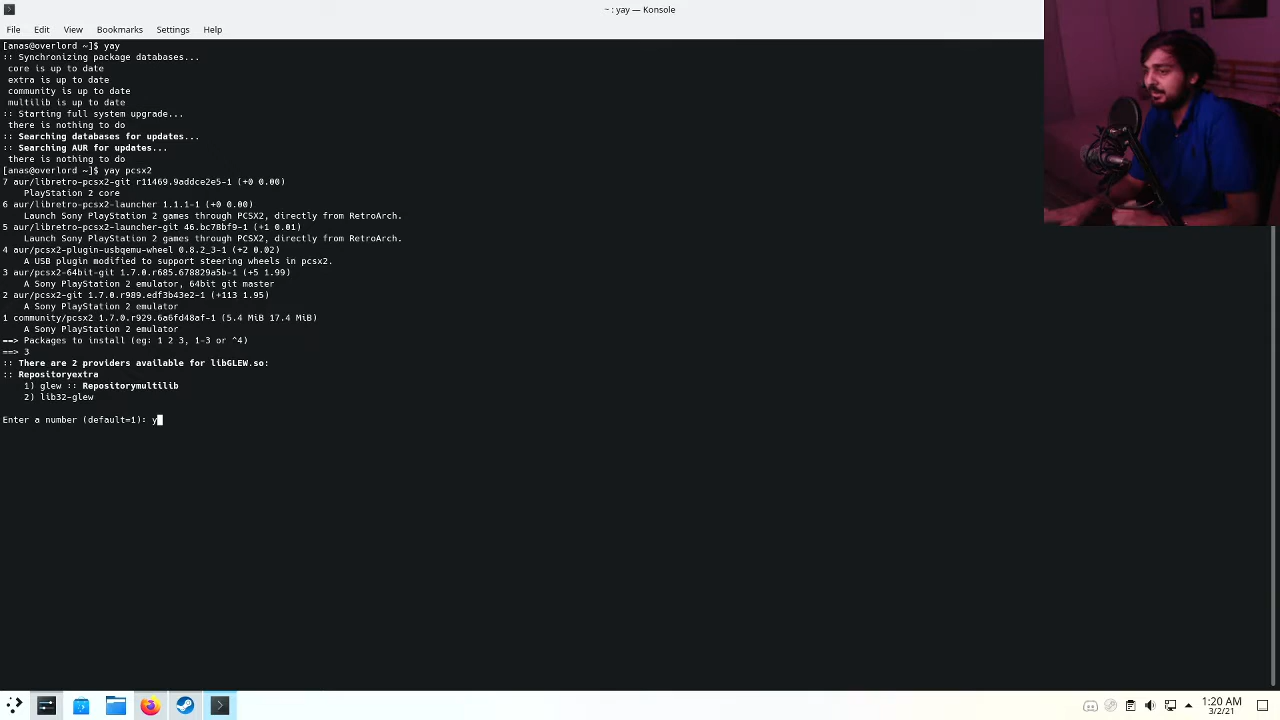 ~ : yay — Konsole
File Edit View Bookmarks Settings Help
[anas@overlord ~]$ yay
:: Synchronizing package databases...
core is up to date
extra is up to date
community is up to date
multilib is up to date
:: Starting full system upgrade...
there is nothing to do
:: Searching databases for updates...
:: Searching AUR for updates...
there is nothing to do
[anas@overlord ~]$ yay pcsx2
7 aur/libretro-pcsx2-git r11469.9addce2e5-1 (+0 0.00)
PlayStation 2 core
6 aur/libretro-pcsx2-launcher 1.1.1-1 (+0 0.00)
Launch Sony PlayStation 2 games through PCSX2, directly from RetroArch.
5 aur/libretro-pcsx2-launcher-git 46.bc78bf9-1 (+1 0.01)
Launch Sony PlayStation 2 games through PCSX2, directly from RetroArch.
4 aur/pcsx2-plugin-usbqemu-wheel 0.8.2_3-1 (+2 0.02)
A USB plugin modified to support steering wheels in pcsx2.
3 aur/pcsx2-64bit-git 1.7.0.r685.678829a5b-1 (+5 1.99)
A Sony PlayStation 2 emulator, 64bit git master
2 aur/pcsx2-git 1.7.0.r989.edf3b43e2-1 (+113 1.95)
A Sony PlayStation 2 emulator
1 community/pcsx2 1.7.0.r929.6a6fd48af-1 (5.4 MiB 17.4 MiB)
A Sony PlayStation 2 emulator
==> Packages to install (eg: 1 2 3, 1-3 or ^4)
==> 3
:: There are 2 providers available for libGLEW.so:
:: Repositoryextra
1) glew :: Repositorymultilib
2) lib32-glew
Enter a number (default=1): y
1:20 AM
3/2/21